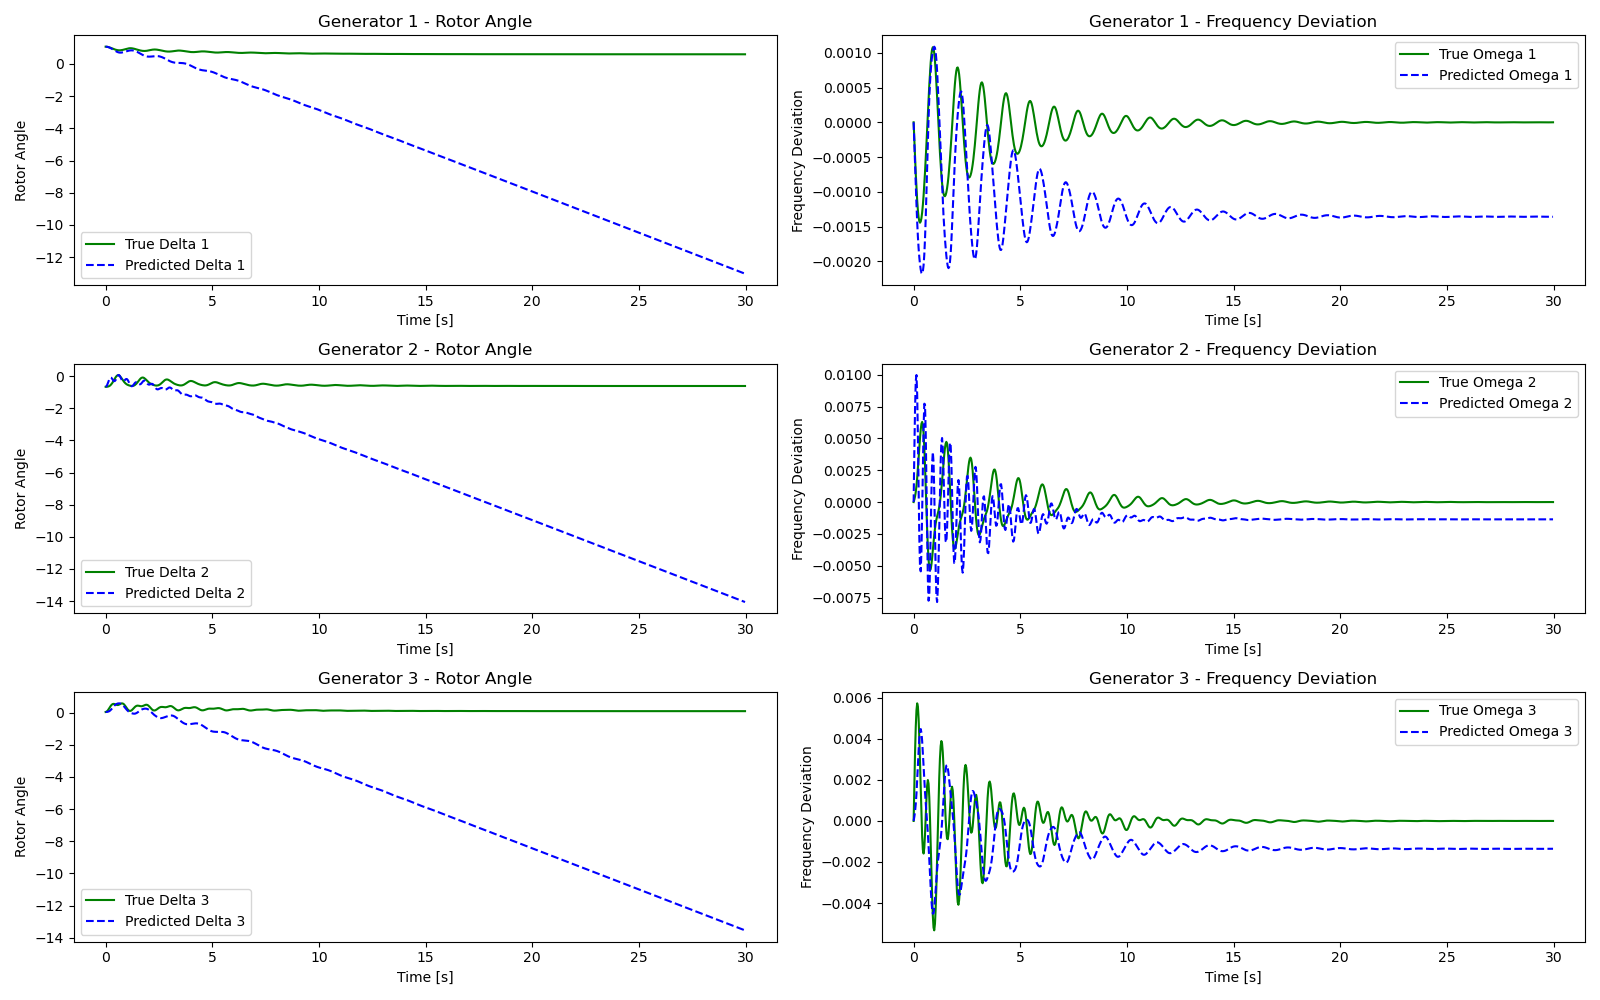 Generator 1 - Rotor Angle
Rotor Angle
0
−2
−4
−6
−8
−10
−12
True Delta 1
Predicted Delta 1
0 5 10 15 20 25 30
Time [s]
Generator 1 - Frequency Deviation
Frequency Deviation
0.0010
0.0005
0.0000
−0.0005
−0.0010
−0.0015
−0.0020
True Omega 1
Predicted Omega 1
0 5 10 15 20 25 30
Time [s]
Generator 2 - Rotor Angle
Rotor Angle
0
−2
−4
−6
−8
−10
−12
−14
True Delta 2
Predicted Delta 2
0 5 10 15 20 25 30
Time [s]
Generator 2 - Frequency Deviation
Frequency Deviation
0.0100
0.0075
0.0050
0.0025
0.0000
−0.0025
−0.0050
−0.0075
True Omega 2
Predicted Omega 2
0 5 10 15 20 25 30
Time [s]
Generator 3 - Rotor Angle
Rotor Angle
0
−2
−4
−6
−8
−10
−12
−14
True Delta 3
Predicted Delta 3
0 5 10 15 20 25 30
Time [s]
Generator 3 - Frequency Deviation
Frequency Deviation
0.006
0.004
0.002
0.000
−0.002
−0.004
True Omega 3
Predicted Omega 3
0 5 10 15 20 25 30
Time [s]